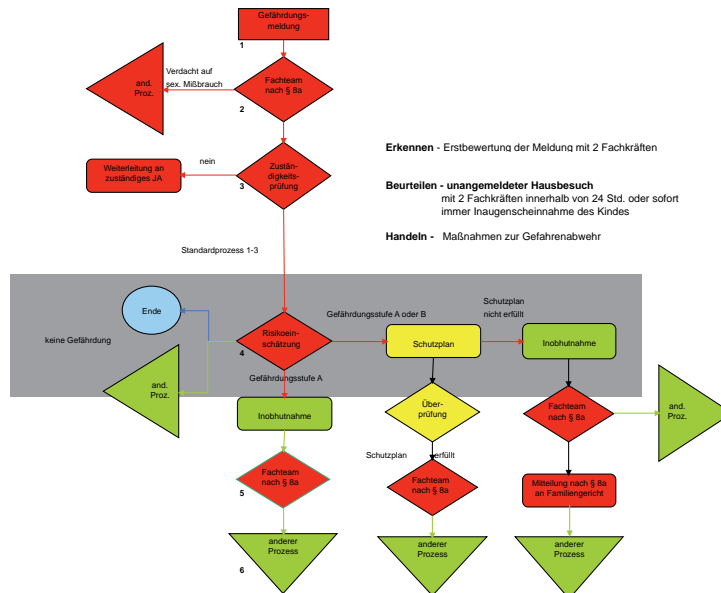 Gefährdungs-
meldung
1
and.
Proz.
Verdacht auf
sex. Mißbrauch
Fachteam
nach § 8a
2
Erkennen - Erstbewertung der Meldung mit 2 Fachkräften
Weiterleitung an
zuständiges JA
nein
Zustän-
digkeits-
prüfung
3
Beurteilen - unangemeldeter Hausbesuch
mit 2 Fachkräften innerhalb von 24 Std. oder sofort
immer Inaugenscheinnahme des Kindes
Handeln - Maßnahmen zur Gefahrenabwehr
Standardprozess 1-3
Ende
keine Gefährdung
and.
Proz.
Risikoein-
schätzung
4
Gefährdungsstufe A oder B
Schutzplan
Schutzplan
nicht erfüllt
Inobhutnahme
Gefährdungsstufe A
Inobhutnahme
Über-
prüfung
Fachteam
nach § 8a
and.
Proz.
Fachteam
nach § 8a
5
Schutzplan erfüllt
Fachteam
nach § 8a
Mitteilung nach § 8a
an Familiengericht
anderer
Prozess
6
anderer
Prozess
anderer
Prozess